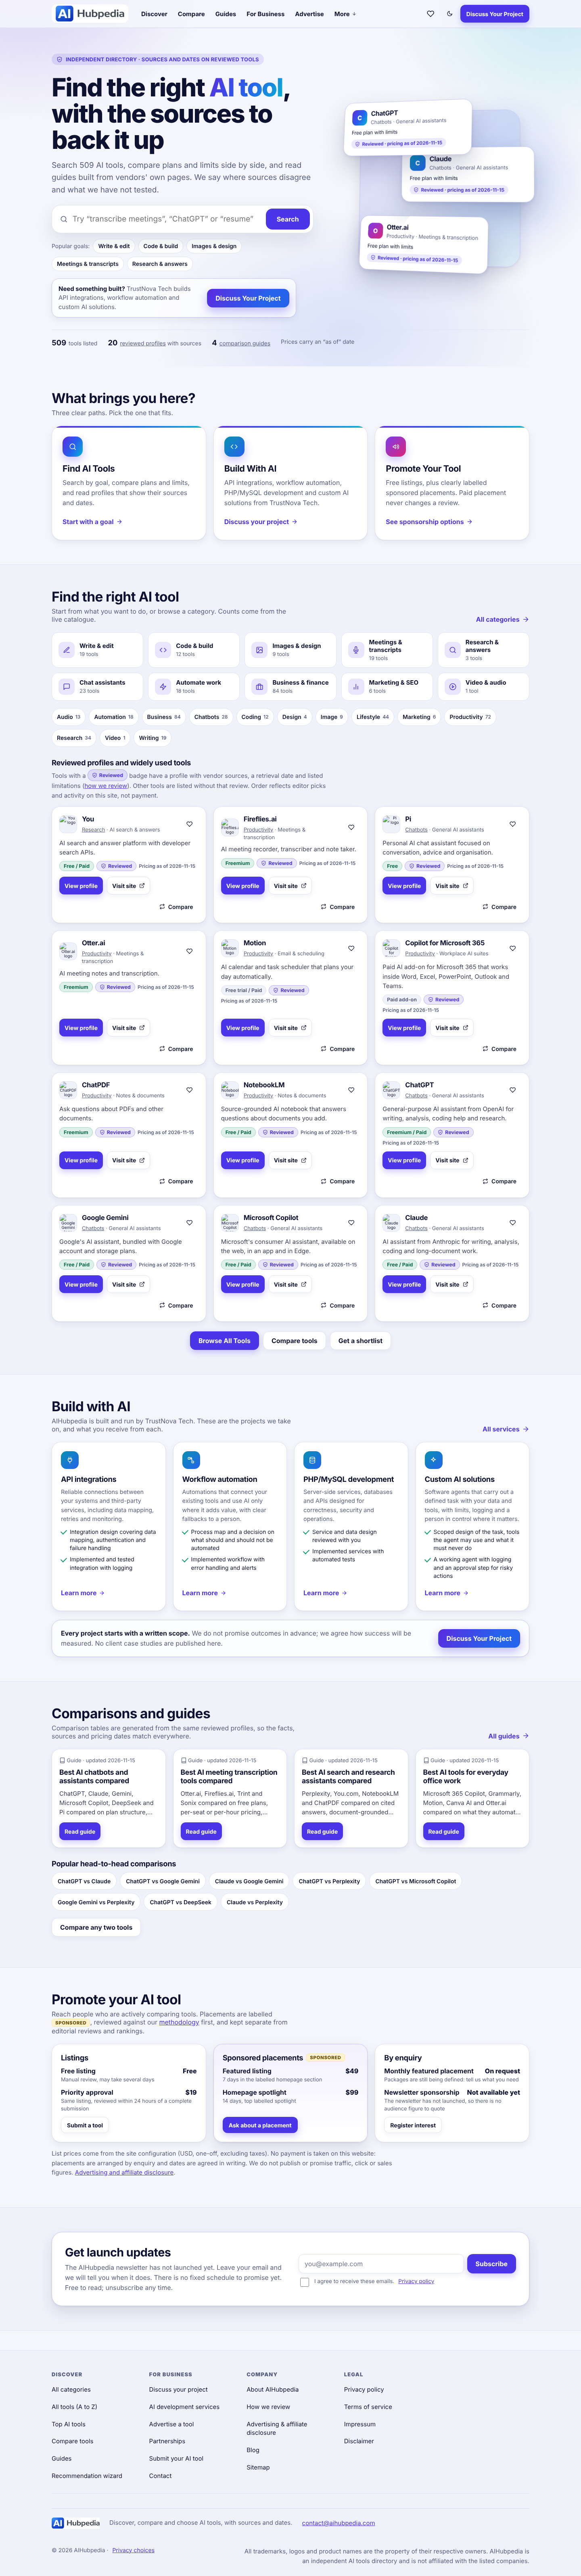 AI Hubpedia
Discover Compare Guides For Business Advertise More + Discuss Your Project
INDEPENDENT DIRECTORY · SOURCES AND DATES ON REVIEWED TOOLS
Find the right AI tool,
with the sources to
back it up
Search 509 AI tools, compare plans and limits side by side, and read
guides built from vendors' own pages. We say where sources disagree
and what we have not tested.
Try "transcribe meetings", "ChatGPT" or "resume" Search
Popular goals: Write & edit Code & build Images & design
Meetings & transcripts Research & answers
Need something built? TrustNova Tech builds
API integrations, workflow automation and
custom AI solutions.
Discuss Your Project
C ChatGPT
Chatbots · General AI assistants
Free plan with limits
Reviewed · pricing as of 2026-11-15
C Claude
Chatbots · General AI assistants
Free plan with limits
Reviewed · pricing as of 2026-11-15
O Otter.ai
Productivity · Meetings & transcription
Free plan with limits
Reviewed · pricing as of 2026-11-15
509 tools listed 20 reviewed profiles with sources 4 comparison guides Prices carry an "as of" date
What brings you here?
Three clear paths. Pick the one that fits.
Find AI Tools
Search by goal, compare plans and limits,
and read profiles that show their sources
and dates.
Start with a goal →
Build With AI
API integrations, workflow automation,
PHP/MySQL development and custom AI
solutions from TrustNova Tech.
Discuss your project →
Promote Your Tool
Free listings, plus clearly labelled
sponsored placements. Paid placement
never changes a review.
See sponsorship options →
Find the right AI tool
Start from what you want to do, or browse a category. Counts come from the
live catalogue.
All categories →
Write & edit
19 tools
Code & build
12 tools
Images & design
9 tools
Meetings &
transcripts
19 tools
Research &
answers
3 tools
Chat assistants
23 tools
Automate work
18 tools
Business & finance
84 tools
Marketing & SEO
6 tools
Video & audio
1 tool
Audio 13 Automation 18 Business 84 Chatbots 28 Coding 12 Design 4 Image 9 Lifestyle 44 Marketing 6 Productivity 72
Research 34 Video 1 Writing 19
Reviewed profiles and widely used tools
Tools with a Reviewed badge have a profile with vendor sources, a retrieval date and listed
limitations (how we review). Other tools are listed without that review. Order reflects editor picks
and activity on this site, not payment.
You logo
You
Research · AI search & answers
AI search and answer platform with developer
search APIs.
Free / Paid Reviewed Pricing as of 2026-11-15
View profile Visit site
Compare
Fireflies.ai logo
Fireflies.ai
Productivity · Meetings &
transcription
AI meeting recorder, transcriber and note taker.
Freemium Reviewed Pricing as of 2026-11-15
View profile Visit site
Compare
Pi logo
Pi
Chatbots · General AI assistants
Personal AI chat assistant focused on
conversation, advice and organisation.
Free Reviewed Pricing as of 2026-11-15
View profile Visit site
Compare
Otter.ai logo
Otter.ai
Productivity · Meetings &
transcription
AI meeting notes and transcription.
Freemium Reviewed Pricing as of 2026-11-15
View profile Visit site
Compare
Motion logo
Motion
Productivity · Email & scheduling
AI calendar and task scheduler that plans your
day automatically.
Free trial / Paid Reviewed
Pricing as of 2026-11-15
View profile Visit site
Compare
Copilot for
Copilot for Microsoft 365
Productivity · Workplace AI suites
Paid AI add-on for Microsoft 365 that works
inside Word, Excel, PowerPoint, Outlook and
Teams.
Paid add-on Reviewed
Pricing as of 2026-11-15
View profile Visit site
Compare
ChatPDF logo
ChatPDF
Productivity · Notes & documents
Ask questions about PDFs and other
documents.
Freemium Reviewed Pricing as of 2026-11-15
View profile Visit site
Compare
Notebook logo
NotebookLM
Productivity · Notes & documents
Source-grounded AI notebook that answers
questions about documents you add.
Free / Paid Reviewed Pricing as of 2026-11-15
View profile Visit site
Compare
ChatGPT logo
ChatGPT
Chatbots · General AI assistants
General-purpose AI assistant from OpenAI for
writing, analysis, coding help and research.
Freemium / Paid Reviewed
Pricing as of 2026-11-15
View profile Visit site
Compare
Google Gemini
Google Gemini
Chatbots · General AI assistants
Google's AI assistant, bundled with Google
account and storage plans.
Free / Paid Reviewed Pricing as of 2026-11-15
View profile Visit site
Compare
Microsoft Copilot
Microsoft Copilot
Chatbots · General AI assistants
Microsoft's consumer AI assistant, available on
the web, in an app and in Edge.
Free / Paid Reviewed Pricing as of 2026-11-15
View profile Visit site
Compare
Claude logo
Claude
Chatbots · General AI assistants
AI assistant from Anthropic for writing, analysis,
coding and long-document work.
Free / Paid Reviewed Pricing as of 2026-11-15
View profile Visit site
Compare
Browse All Tools Compare tools Get a shortlist
Build with AI
AIHubpedia is built and run by TrustNova Tech. These are the projects we take
on, and what you receive from each.
All services →
API integrations
Reliable connections between
your systems and third-party
services, including data mapping,
retries and monitoring.
Integration design covering data
mapping, authentication and
failure handling
Implemented and tested
integration with logging
Learn more →
Workflow automation
Automations that connect your
existing tools and use AI only
where it adds value, with clear
fallbacks to a person.
Process map and a decision on
what should and should not be
automated
Implemented workflow with
error handling and alerts
Learn more →
PHP/MySQL development
Server-side services, databases
and APIs designed for
correctness, security and
operations.
Service and data design
reviewed with you
Implemented services with
automated tests
Learn more →
Custom AI solutions
Software agents that carry out a
defined task with your data and
tools, with limits, logging and a
person in control where it matters.
Scoped design of the task, tools
the agent may use and what it
must never do
A working agent with logging
and an approval step for risky
actions
Learn more →
Every project starts with a written scope. We do not promise outcomes in advance; we agree how success will be
measured. No client case studies are published here.
Discuss Your Project
Comparisons and guides
Comparison tables are generated from the same reviewed profiles, so the facts,
sources and pricing dates match everywhere.
All guides →
Guide · updated 2026-11-15
Best AI chatbots and
assistants compared
ChatGPT, Claude, Gemini,
Microsoft Copilot, DeepSeek and
Pi compared on plan structure,...
Read guide
Guide · updated 2026-11-15
Best AI meeting transcription
tools compared
Otter.ai, Fireflies.ai, Trint and
Sonix compared on free plans,
per-seat or per-hour pricing,...
Read guide
Guide · updated 2026-11-15
Best AI search and research
assistants compared
Perplexity, You.com, NotebookLM
and ChatPDF compared on cited
answers, document-grounded...
Read guide
Guide · updated 2026-11-15
Best AI tools for everyday
office work
Microsoft 365 Copilot, Grammarly,
Motion, Canva AI and Otter.ai
compared on what they automat...
Read guide
Popular head-to-head comparisons
ChatGPT vs Claude ChatGPT vs Google Gemini Claude vs Google Gemini ChatGPT vs Perplexity ChatGPT vs Microsoft Copilot
Google Gemini vs Perplexity ChatGPT vs DeepSeek Claude vs Perplexity
Compare any two tools
Promote your AI tool
Reach people who are actively comparing tools. Placements are labelled
SPONSORED, reviewed against our methodology first, and kept separate from
editorial reviews and rankings.
Listings
Free listing Free
Manual review, may take several days
Priority approval $19
Same listing, reviewed within 24 hours of a complete
submission
Submit a tool
Sponsored placements SPONSORED
Featured listing $49
7 days in the labelled homepage section
Homepage spotlight $99
14 days, top labelled spotlight
Ask about a placement
By enquiry
Monthly featured placement On request
Packages are still being defined: tell us what you need
Newsletter sponsorship Not available yet
The newsletter has not launched, so there is no
audience figure to quote
Register interest
List prices come from the site configuration (USD, one-off, excluding taxes). No payment is taken on this website:
placements are arranged by enquiry and dates are agreed in writing. We do not publish or promise traffic, click or sales
figures. Advertising and affiliate disclosure.
Get launch updates
The AIHubpedia newsletter has not launched yet. Leave your email and
we will tell you when it does. There is no fixed schedule to promise yet.
Free to read; unsubscribe any time.
you@example.com Subscribe
I agree to receive these emails. Privacy policy
DISCOVER
All categories
All tools (A to Z)
Top AI tools
Compare tools
Guides
Recommendation wizard
FOR BUSINESS
Discuss your project
AI development services
Advertise a tool
Partnerships
Submit your AI tool
Contact
COMPANY
About AIHubpedia
How we review
Advertising & affiliate
disclosure
Blog
Sitemap
LEGAL
Privacy policy
Terms of service
Impressum
Disclaimer
AI Hubpedia Discover, compare and choose AI tools, with sources and dates. contact@aihubpedia.com
© 2026 AIHubpedia · Privacy choices
All trademarks, logos and product names are the property of their respective owners. AIHubpedia is
an independent AI tools directory and is not affiliated with the listed companies.